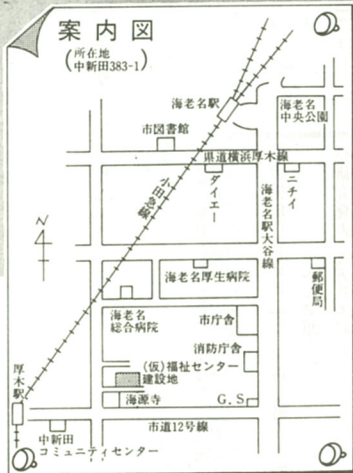 案内図
(所在地
中新田383-1)
海老名駅
海老名
中央公園
市図書館
県道横浜厚木線
小田急線
ダイエー
ニチイ
海老名駅大谷線
N
海老名厚生病院
郵便局
海老名
総合病院
市庁舎
消防庁舎
(仮)福祉センター
建設地
厚木駅
海源寺
G.S
中新田
コミュニティセンター
市道12号線